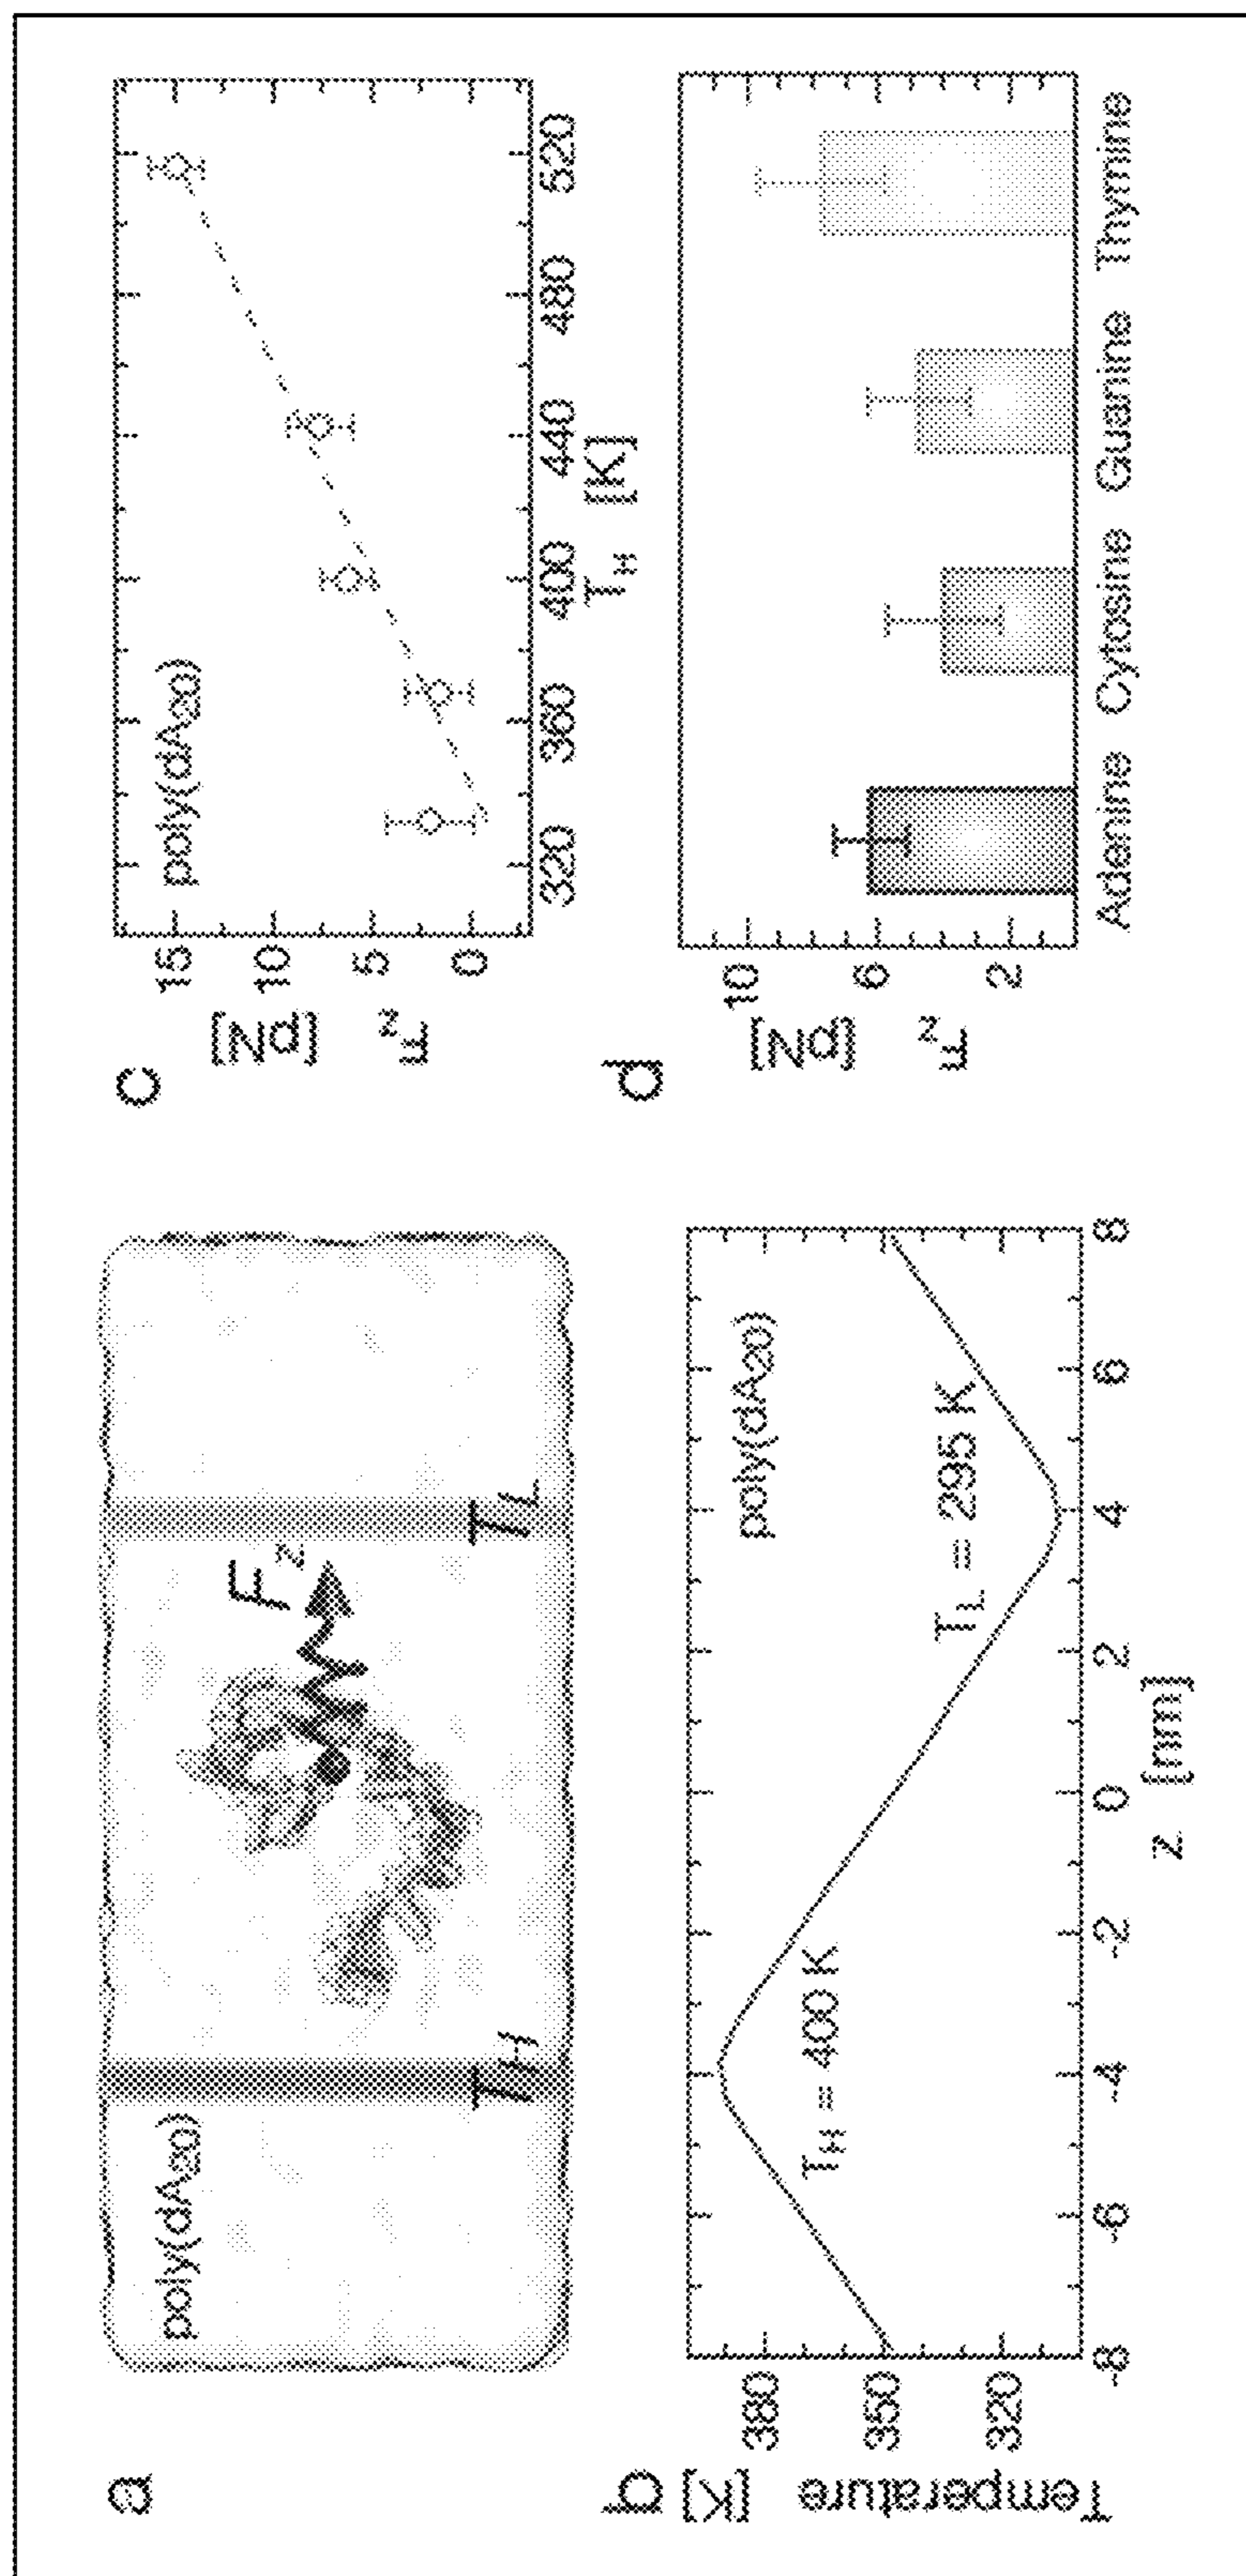 a
poly(dA20)
TH
Fz
TL
b
Temperature [K]
380
350
320
TH = 400 K
TL = 295 K
poly(dA20)
-8 -6 -4 -2 0 2 4 6 8
z [nm]
c
Fz [pN]
15
10
5
0
poly(dA20)
320 360 400 440 480 520
TH [K]
d
Fz [pN]
10
6
2
Adenine Cytosine Guanine Thymine